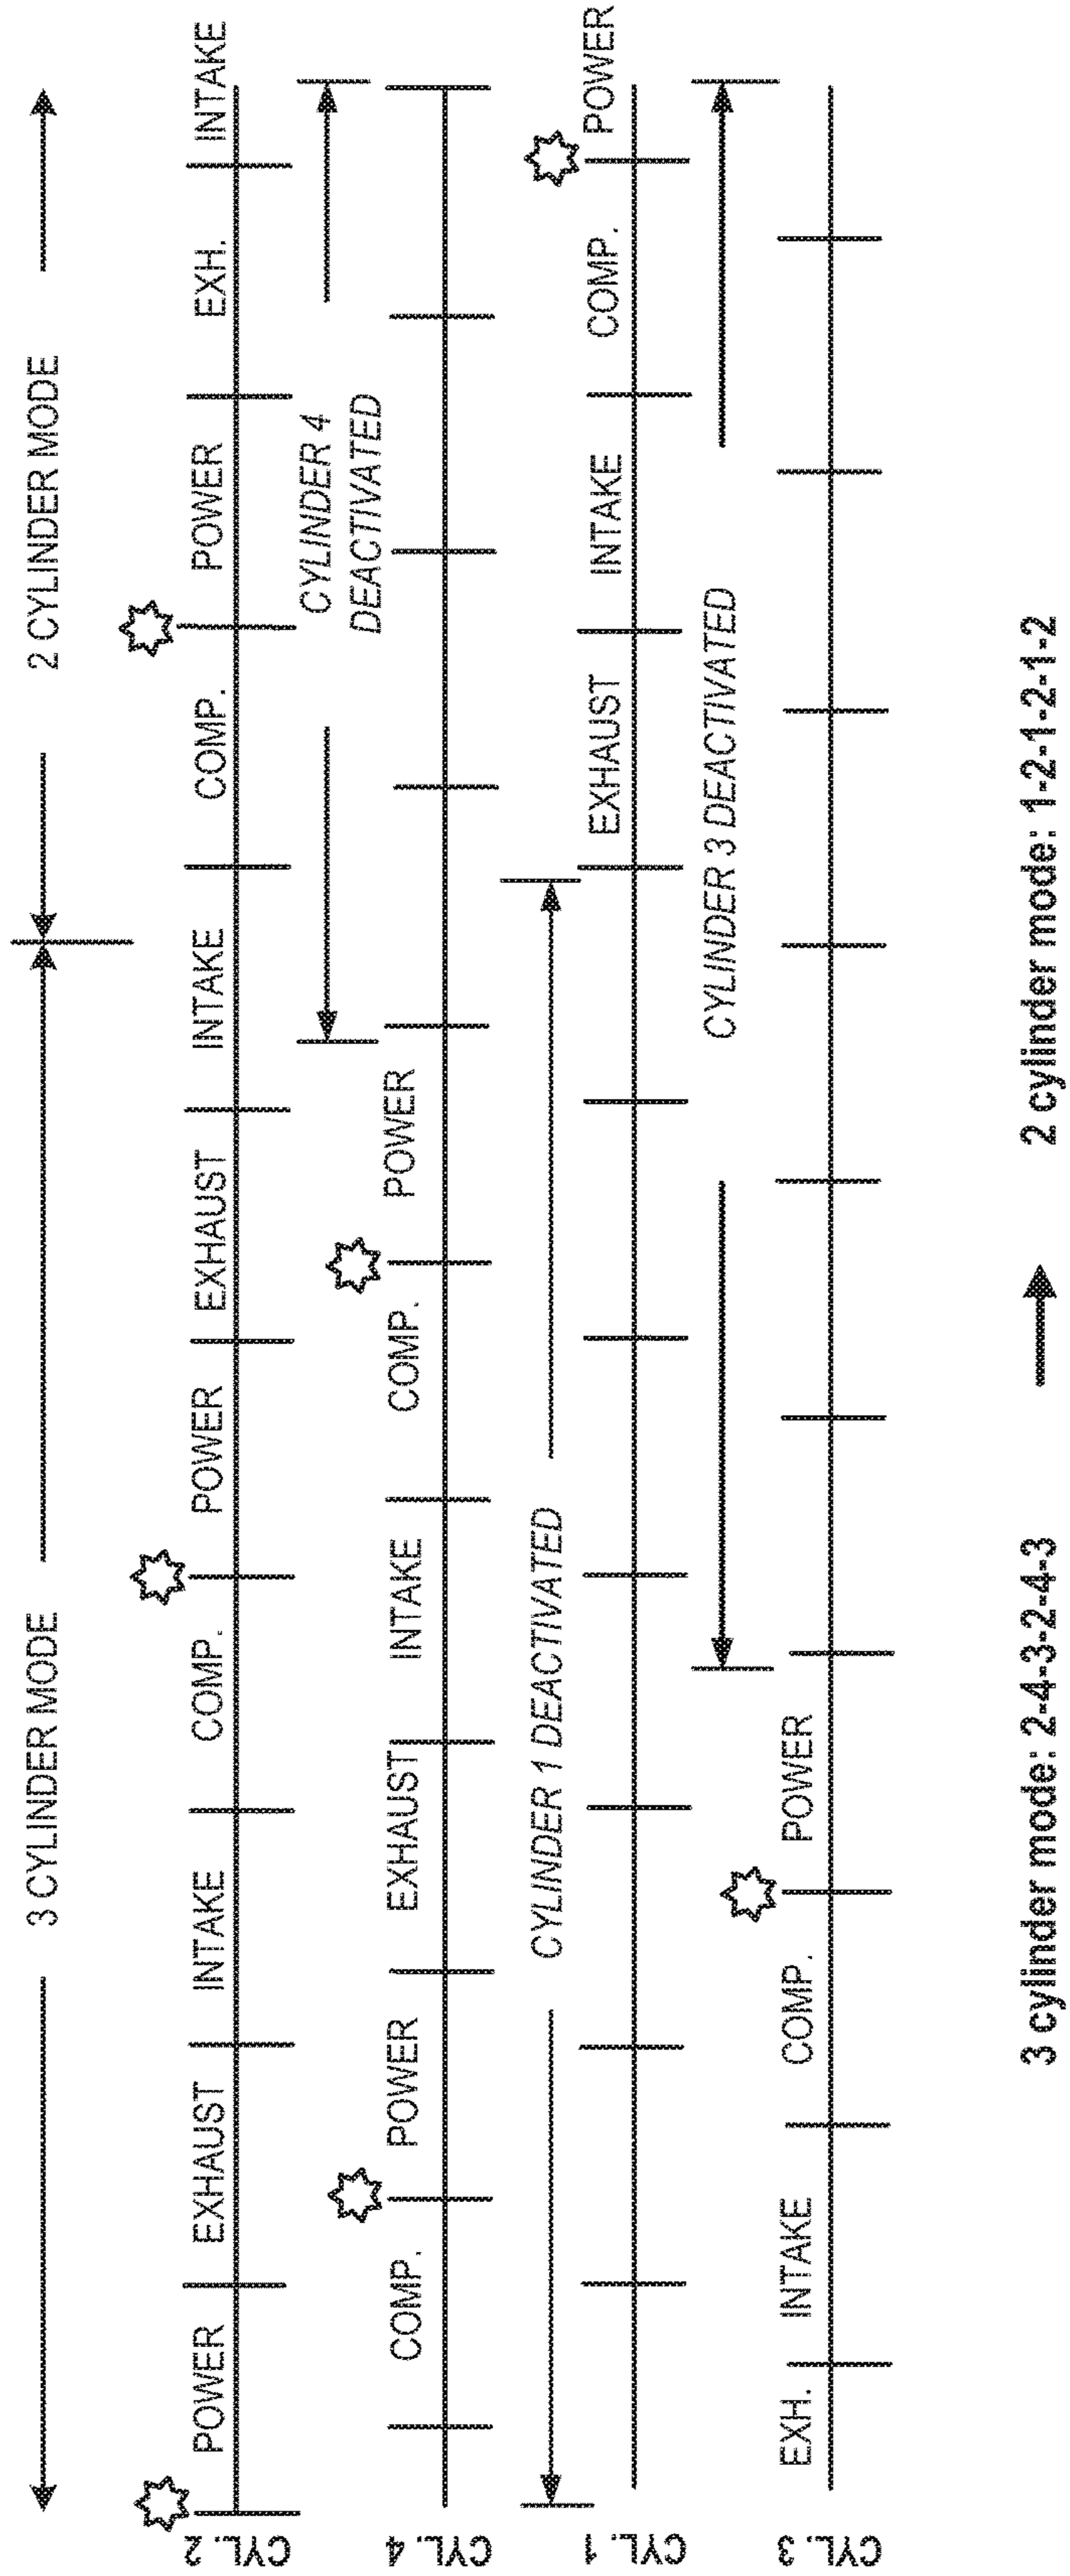 3 CYLINDER MODE
2 CYLINDER MODE
CYL. 2
POWER
EXHAUST
INTAKE
COMP.
POWER
EXHAUST
INTAKE
COMP.
POWER
EXH.
INTAKE
CYLINDER 4
DEACTIVATED
CYL. 4
COMP.
POWER
EXHAUST
INTAKE
COMP.
POWER
CYLINDER 1 DEACTIVATED
CYL. 1
EXHAUST
INTAKE
COMP.
POWER
CYLINDER 3 DEACTIVATED
CYL. 3
EXH.
INTAKE
COMP.
POWER
3 cylinder mode: 2-4-3-2-4-3
2 cylinder mode: 1-2-1-2-1-2